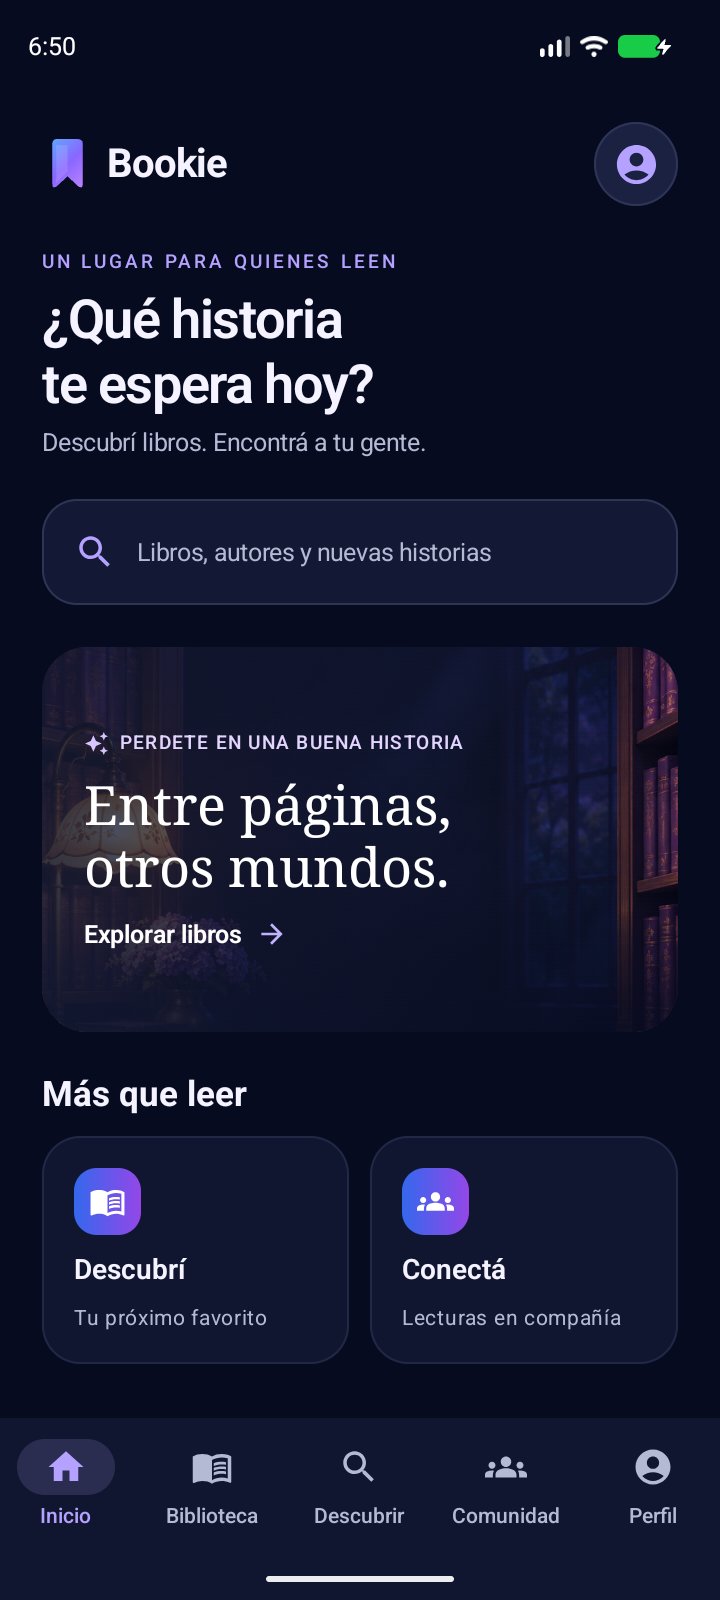 6:50
Bookie
UN LUGAR PARA QUIENES LEEN
¿Qué historia
te espera hoy?
Descubrí libros. Encontrá a tu gente.
Libros, autores y nuevas historias
PERDETE EN UNA BUENA HISTORIA
Entre páginas,
otros mundos.
Explorar libros
Más que leer
Descubrí
Tu próximo favorito
Conectá
Lecturas en compañía
Inicio
Biblioteca
Descubrir
Comunidad
Perfil